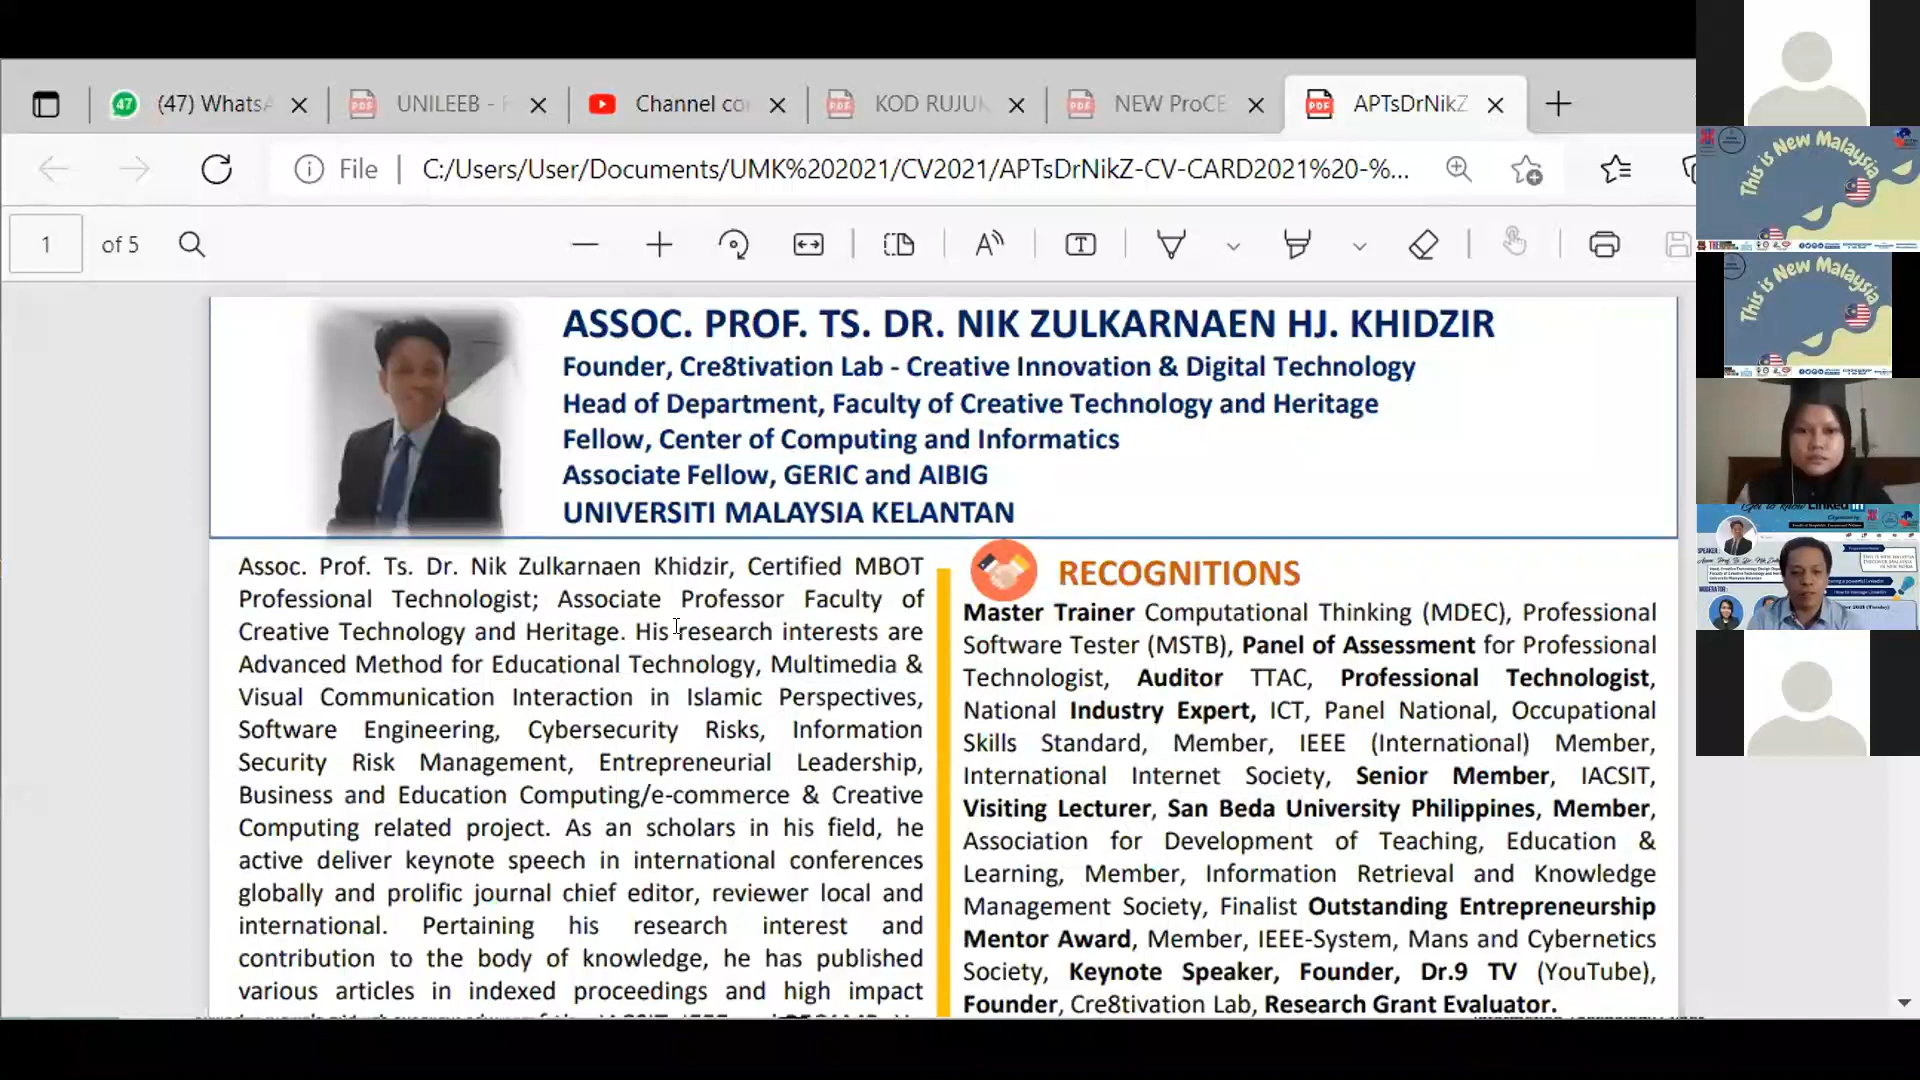 47
(47) Whats
UNILEEB -
Channel co
KOD RUJUK
NEW ProCE
APTsDrNikZ
File
C:/Users/User/Documents/UMK%202021/CV2021/APTsDrNikZ-CV-CARD2021%20-%...
1 of 5
ASSOC. PROF. TS. DR. NIK ZULKARNAEN HJ. KHIDZIR
Founder, Cre8tivation Lab - Creative Innovation & Digital Technology
Head of Department, Faculty of Creative Technology and Heritage
Fellow, Center of Computing and Informatics
Associate Fellow, GERIC and AIBIG
UNIVERSITI MALAYSIA KELANTAN
Assoc. Prof. Ts. Dr. Nik Zulkarnaen Khidzir, Certified MBOT
Professional Technologist; Associate Professor Faculty of
Creative Technology and Heritage. His research interests are
Advanced Method for Educational Technology, Multimedia &
Visual Communication Interaction in Islamic Perspectives,
Software Engineering, Cybersecurity Risks, Information
Security Risk Management, Entrepreneurial Leadership,
Business and Education Computing/e-commerce & Creative
Computing related project. As an scholars in his field, he
active deliver keynote speech in international conferences
globally and prolific journal chief editor, reviewer local and
international. Pertaining his research interest and
contribution to the body of knowledge, he has published
various articles in indexed proceedings and high impact
RECOGNITIONS
Master Trainer Computational Thinking (MDEC), Professional
Software Tester (MSTB), Panel of Assessment for Professional
Technologist, Auditor TTAC, Professional Technologist,
National Industry Expert, ICT, Panel National, Occupational
Skills Standard, Member, IEEE (International) Member,
International Internet Society, Senior Member, IACSIT,
Visiting Lecturer, San Beda University Philippines, Member,
Association for Development of Teaching, Education &
Learning, Member, Information Retrieval and Knowledge
Management Society, Finalist Outstanding Entrepreneurship
Mentor Award, Member, IEEE-System, Mans and Cybernetics
Society, Keynote Speaker, Founder, Dr.9 TV (YouTube),
Founder, Cre8tivation Lab, Research Grant Evaluator.
This is New Malaysia
This is New Malaysia
Get to know Linked in
SPEAKER :
MODERATOR :